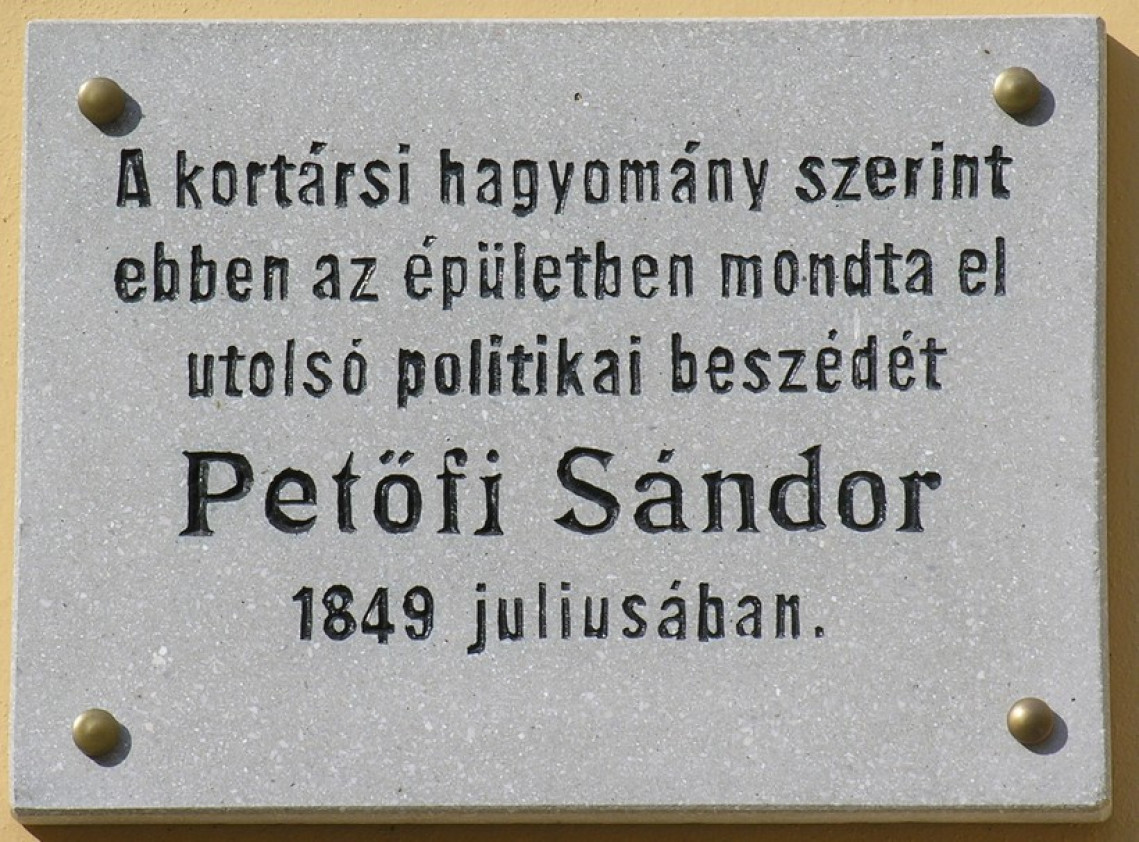 A kortársi hagyomány szerint
ebben az épületben mondta el
utolsó politikai beszédét
Petőfi Sándor
1849 juliusában.